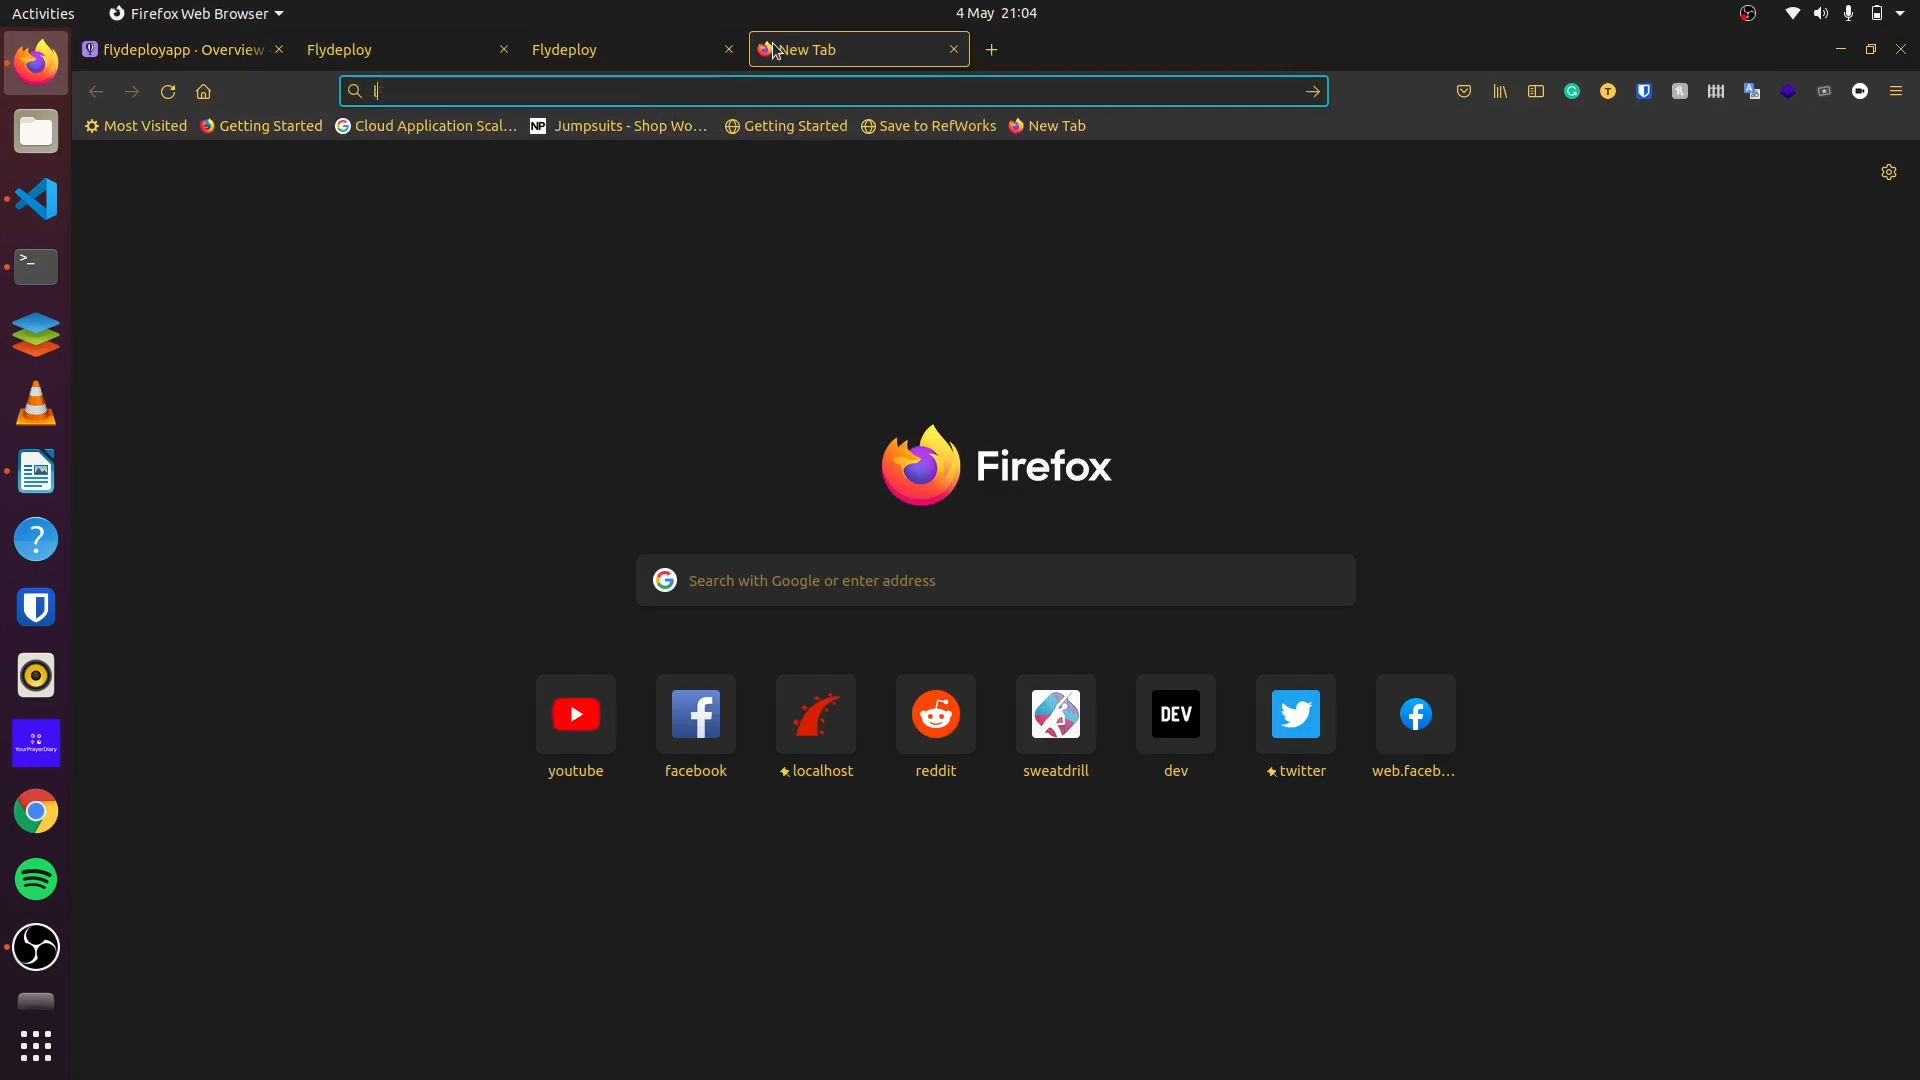 Activities
Firefox Web Browser
4 May 21:04
flydeployapp · Overview
Flydeploy
Flydeploy
New Tab
l
Most Visited
Getting Started
Cloud Application Scal...
NP
Jumpsuits - Shop Wo...
Getting Started
Save to RefWorks
New Tab
Firefox
Search with Google or enter address
DEV
youtube
facebook
localhost
reddit
sweatdrill
dev
twitter
web.faceb...
YourPrayerDiary